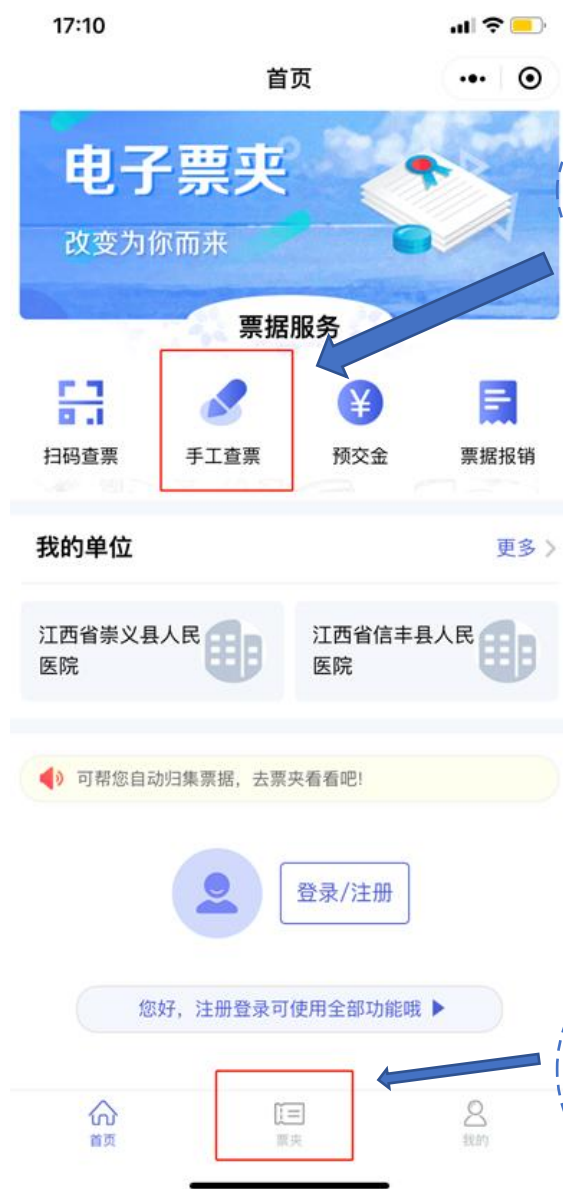 17:10
首页
电子票夹
改变为你而来
票据服务
扫码查票 手工查票 预交金 票据报销
我的单位 更多 >
江西省崇义县人民 江西省信丰县人民
医院 医院
可帮您自动归集票据，去票夹看看吧!
登录/注册
您好，注册登录可使用全部功能哦
首页 票夹 我的